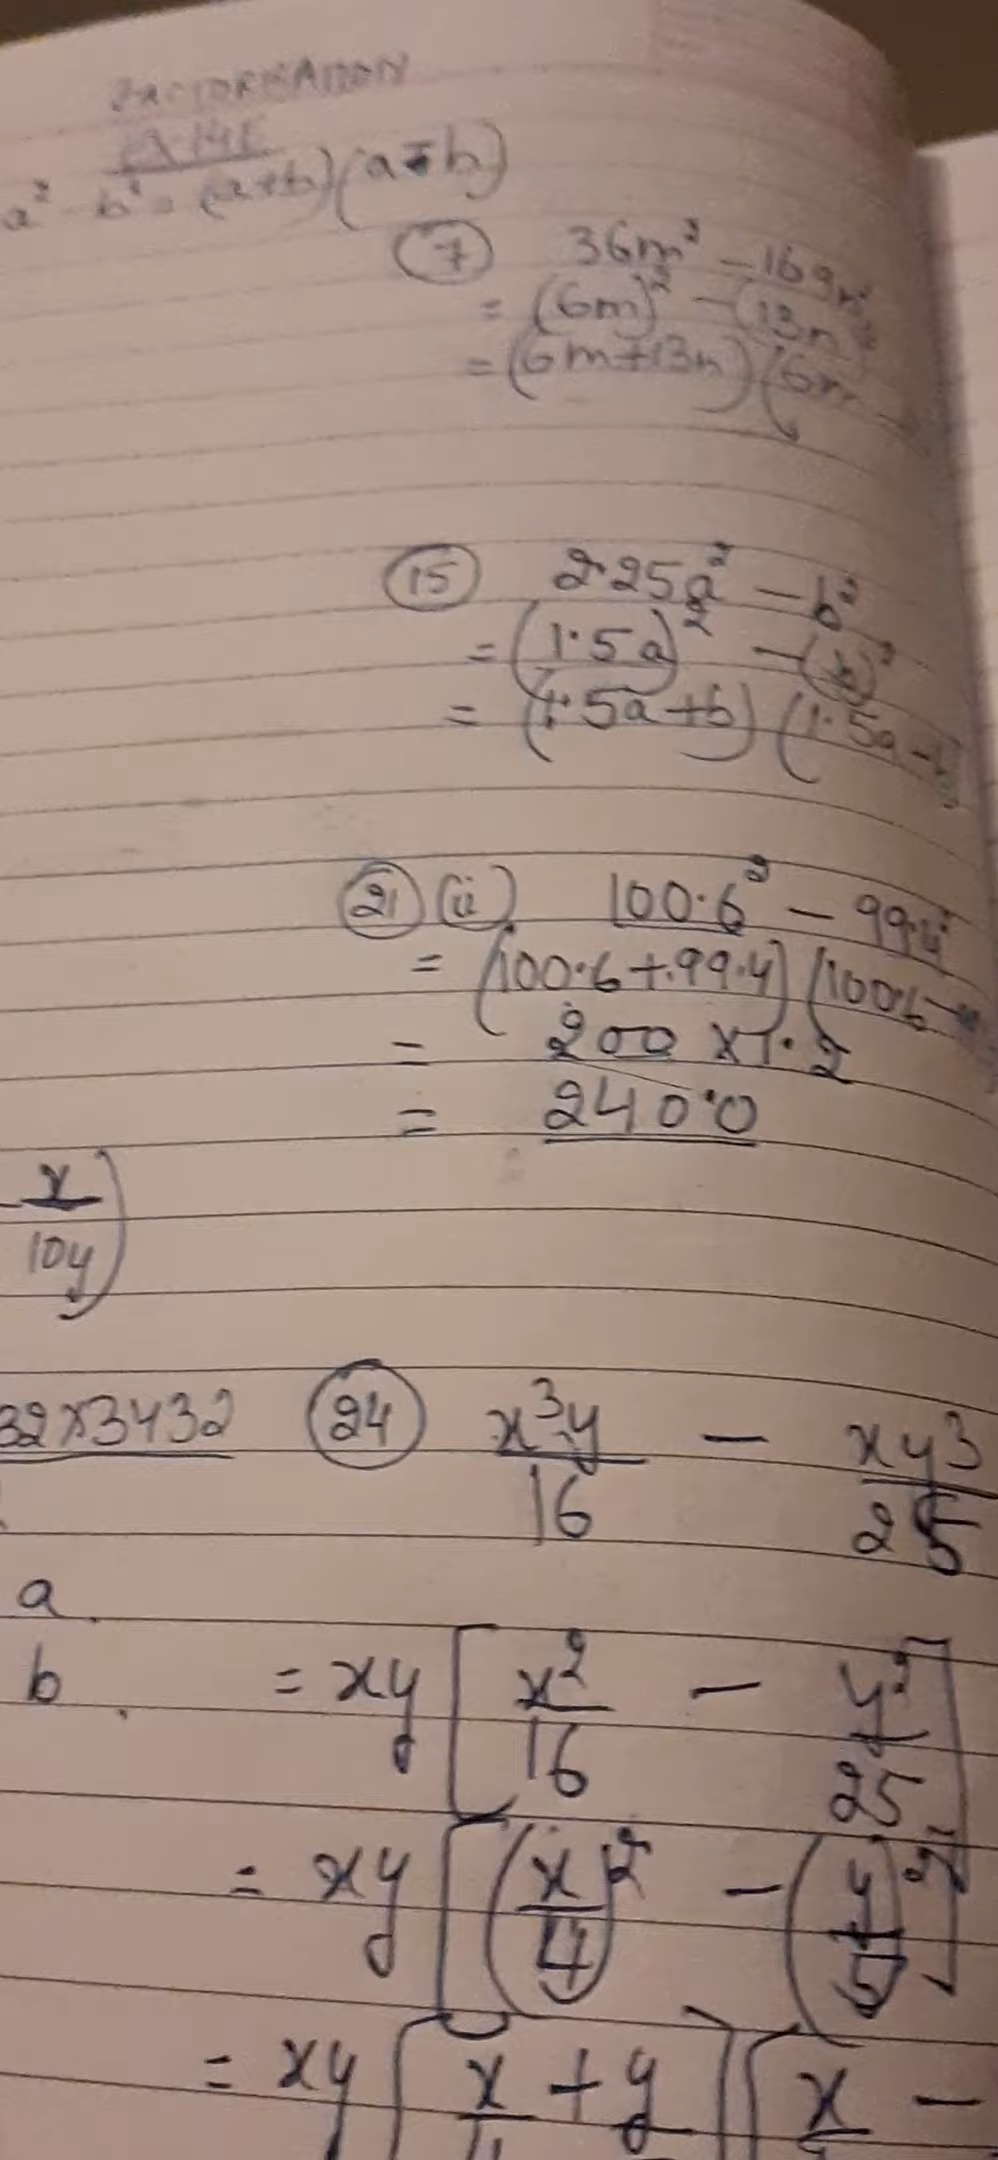 FACTORISATION
a² - b² = (a+b)(a-b)
(7) 36m² - 169n²
= (6m)² - (13n)²
= (6m+13n)(6m -
(15) 2.25a² - b²
= (1.5a)² - (b)²
= (1.5a+b)(1.5a - b
(21) (ii) 100.6² - 99.4²
= (100.6+99.4)(100.6 -
= 200 x 1.2
= 240.0
x/10y)
32x3432 (24) x³y/16 - xy³/25
a
b = xy [x²/16 - y²/25]
= xy [(x/4)² - (y/5)²]
= xy [x + y] [x -